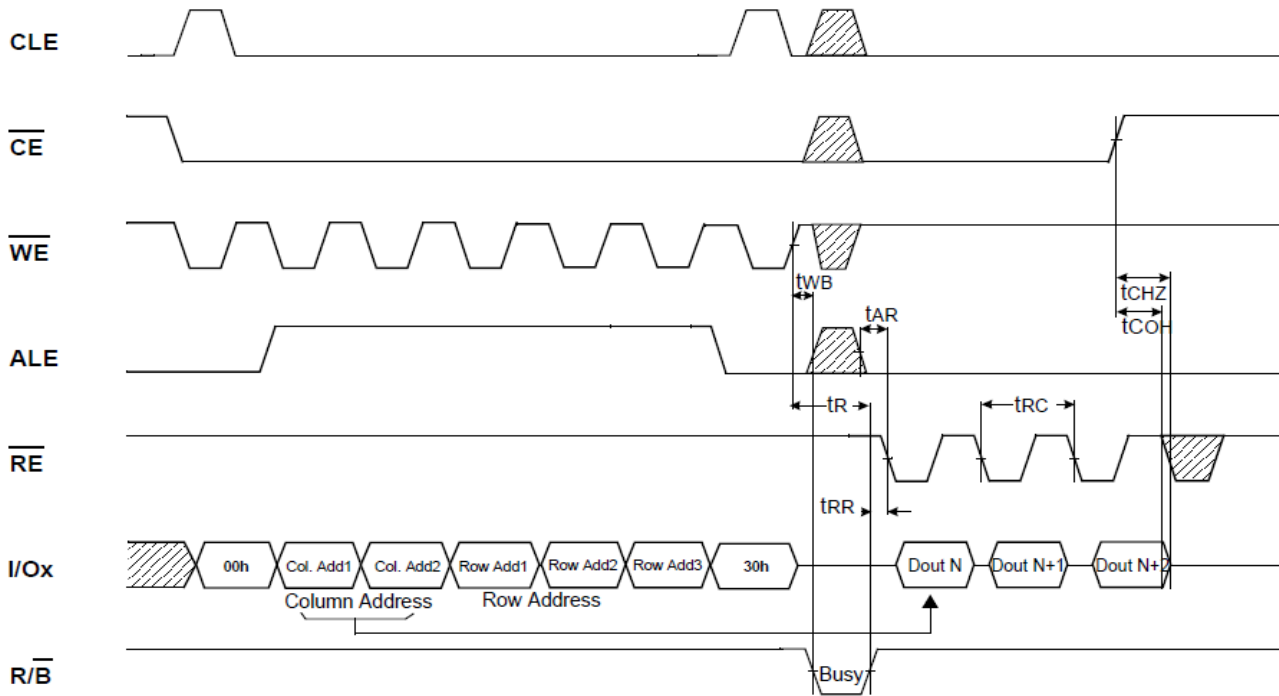 CLE
CE
WE
tWB
tCHZ
tAR
tCOH
ALE
tR
tRC
RE
tRR
I/Ox
00h
Col. Add1
Col. Add2
Row Add1
Row Add2
Row Add3
30h
Dout N
Dout N+1
Dout N+2
Column Address
Row Address
R/B
Busy